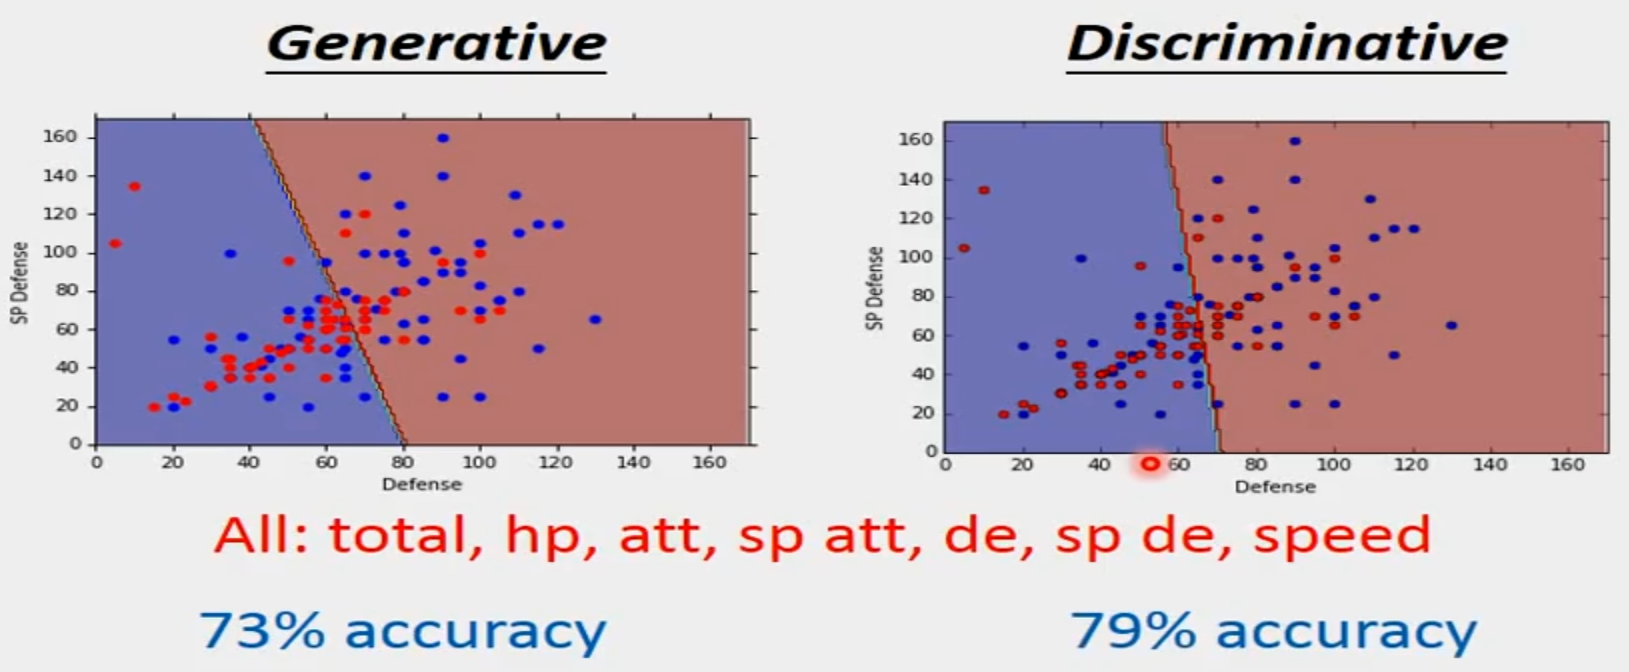 Generative
Discriminative
160
140
120
100
80
60
40
20
0
SP Defense
0 20 40 60 80 100 120 140 160
Defense
160
140
120
100
80
60
40
20
0
SP Defense
0 20 40 60 80 100 120 140 160
Defense
All: total, hp, att, sp att, de, sp de, speed
73% accuracy
79% accuracy